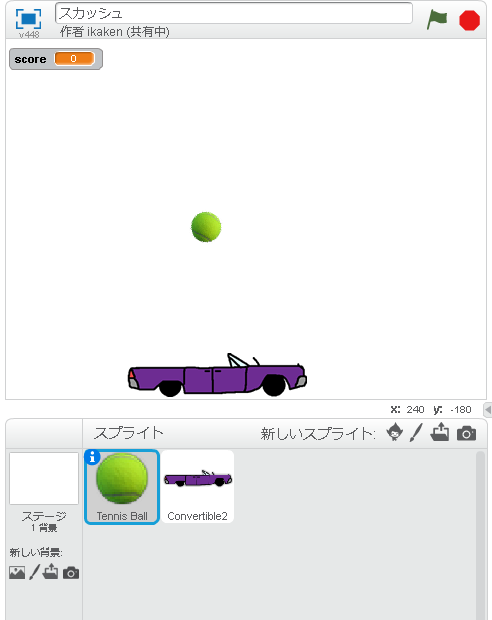 スカッシュ
v448
作者 ikaken (共有中)
score 0
x: 240 y: -180
スプライト 新しいスプライト:
Tennis Ball Convertible2
ステージ
1 背景
新しい背景: